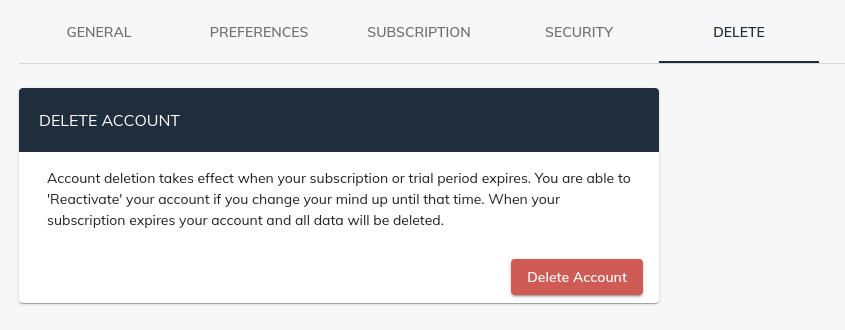 GENERAL PREFERENCES SUBSCRIPTION SECURITY DELETE
DELETE ACCOUNT
Account deletion takes effect when your subscription or trial period expires. You are able to
'Reactivate' your account if you change your mind up until that time. When your
subscription expires your account and all data will be deleted.
Delete Account